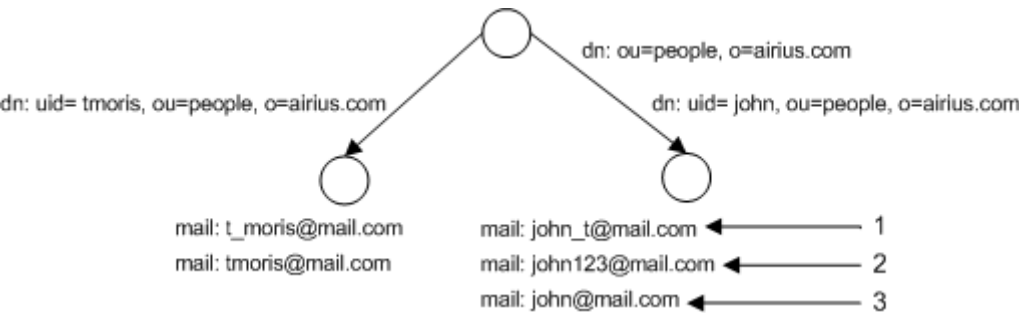 dn: ou=people, o=airius.com
dn: uid= tmoris, ou=people, o=airius.com
dn: uid= john, ou=people, o=airius.com
mail: t_moris@mail.com
mail: tmoris@mail.com
mail: john_t@mail.com
1
mail: john123@mail.com
2
mail: john@mail.com
3